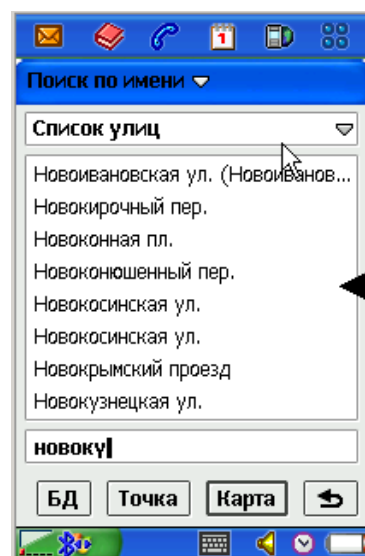 1
Поиск по имени
Список улиц
Новоивановская ул. (Новоиванов...
Новокирочный пер.
Новоконная пл.
Новоконюшенный пер.
Новокосинская ул.
Новокосинская ул.
Новокрымский проезд
Новокузнецкая ул.
новоку
БД Точка Карта